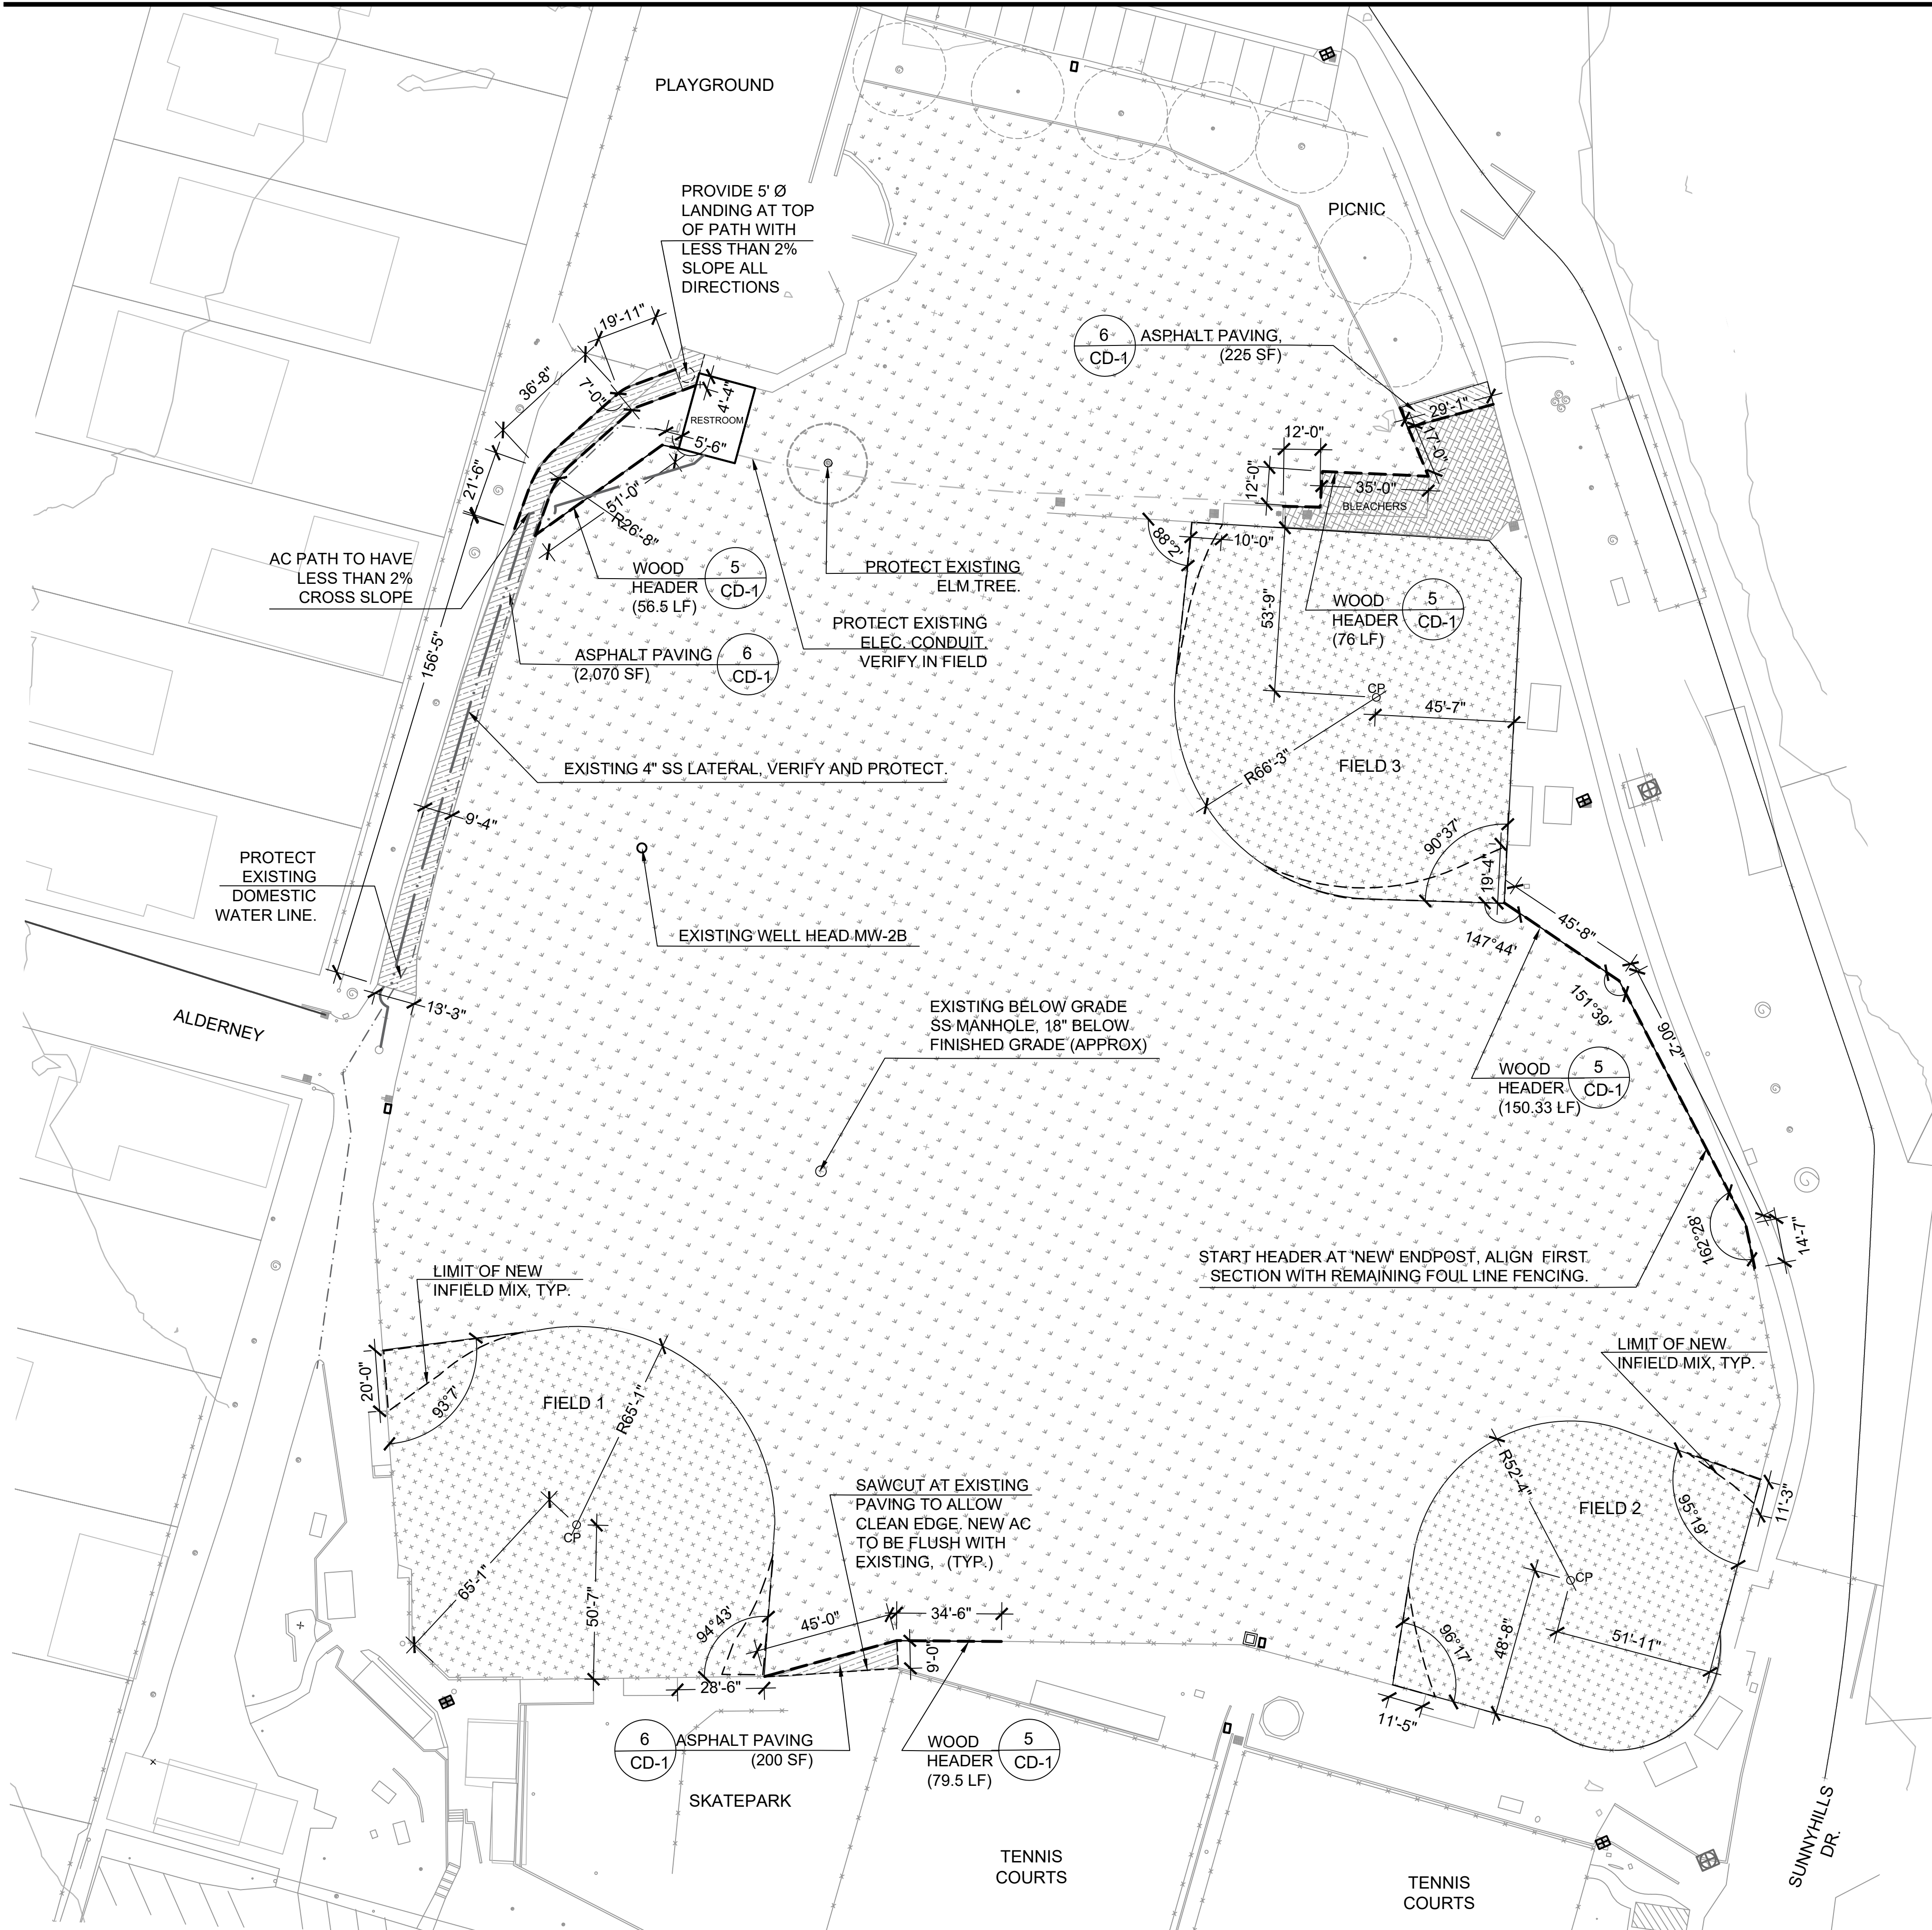 PLAYGROUND
PROVIDE 5' Ø
LANDING AT TOP
OF PATH WITH
LESS THAN 2%
SLOPE ALL
DIRECTIONS
PICNIC
19'-11"
36'-8"
7'-0"
4'-4"
RESTROOM
5'-6"
21'-6"
51'-0"
R26'-8"
6
CD-1
ASPHALT PAVING,
(225 SF)
29'-1"
17'-0"
12'-0"
12'-0"
35'-0"
BLEACHERS
88°2'
10'-0"
AC PATH TO HAVE
LESS THAN 2%
CROSS SLOPE
WOOD
HEADER
(56.5 LF)
5
CD-1
PROTECT EXISTING
ELM TREE.
53'-9"
WOOD
HEADER
(76 LF)
5
CD-1
156'-5"
ASPHALT PAVING
(2,070 SF)
6
CD-1
PROTECT EXISTING
ELEC. CONDUIT.
VERIFY IN FIELD
CP
45'-7"
R66'-3"
FIELD 3
EXISTING 4" SS LATERAL, VERIFY AND PROTECT.
9'-4"
90°37'
19'-4"
PROTECT
EXISTING
DOMESTIC
WATER LINE.
EXISTING WELL HEAD MW-2B
45'-8"
147°44'
151°39'
90'-2"
13'-3"
ALDERNEY
EXISTING BELOW GRADE
SS MANHOLE, 18" BELOW
FINISHED GRADE (APPROX)
WOOD
HEADER
(150.33 LF)
5
CD-1
162°28'
14'-7"
START HEADER AT 'NEW' ENDPOST, ALIGN FIRST
SECTION WITH REMAINING FOUL LINE FENCING.
LIMIT OF NEW
INFIELD MIX, TYP.
LIMIT OF NEW
INFIELD MIX, TYP.
20'-0"
93°7'
FIELD 1
R65'-1"
CP
65'-1"
50'-7"
SAWCUT AT EXISTING
PAVING TO ALLOW
CLEAN EDGE. NEW AC
TO BE FLUSH WITH
EXISTING, (TYP.)
R52'-4"
FIELD 2
95°19'
11'-3"
CP
94°43'
45'-0"
34'-6"
9'-0"
28'-6"
96°17'
48'-8"
51'-11"
11'-5"
6
CD-1
ASPHALT PAVING
(200 SF)
WOOD
HEADER
(79.5 LF)
5
CD-1
SKATEPARK
TENNIS
COURTS
TENNIS
COURTS
SUNNYHILLS
DR.